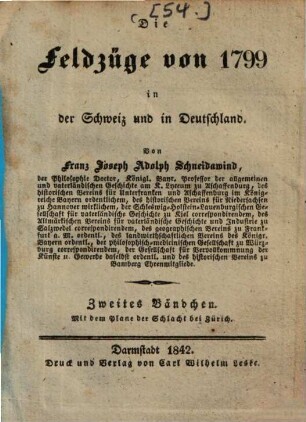 [54.]
Die
Feldzüge von 1799
in
der Schweiz und in Deutschland.
Von
Franz Joseph Adolph Schneidawind,
der Philosophie Doctor, Königl. Bayr. Professor der allgemeinen
und vaterländischen Geschichte am K. Lyceum zu Aschaffenburg, des
historischen Vereins für Unterfranken und Aschaffenburg im König-
reiche Bayern ordentlichem, des historischen Vereins für Niedersachsen
zu Hannover wirklichem, der Schleswig-Holstein-Lauenburgischen Ge-
sellschaft für vaterländische Geschichte zu Kiel correspondirendem, des
Altmärkischen Vereins für vaterländische Geschichte und Industrie zu
Salzwedel correspondirendem, des geographischen Vereins zu Frank-
furt a. M. ordentl., des landwirthschaftlichen Vereines des Königr.
Bayern ordentl., der philosophisch-medicinischen Gesellschaft zu Würz-
burg correspondirendem, der Gesellschaft für Vervollkommnung der
Künste u. Gewerbe daselbst ordentl. und des historischen Vereins zu
Bamberg Ehrenmitgliede.
Zweites Bändchen.
Mit dem Plane der Schlacht bei Zürich.
Darmstadt 1842.
Druck und Verlag von Carl Wilhelm Leske.